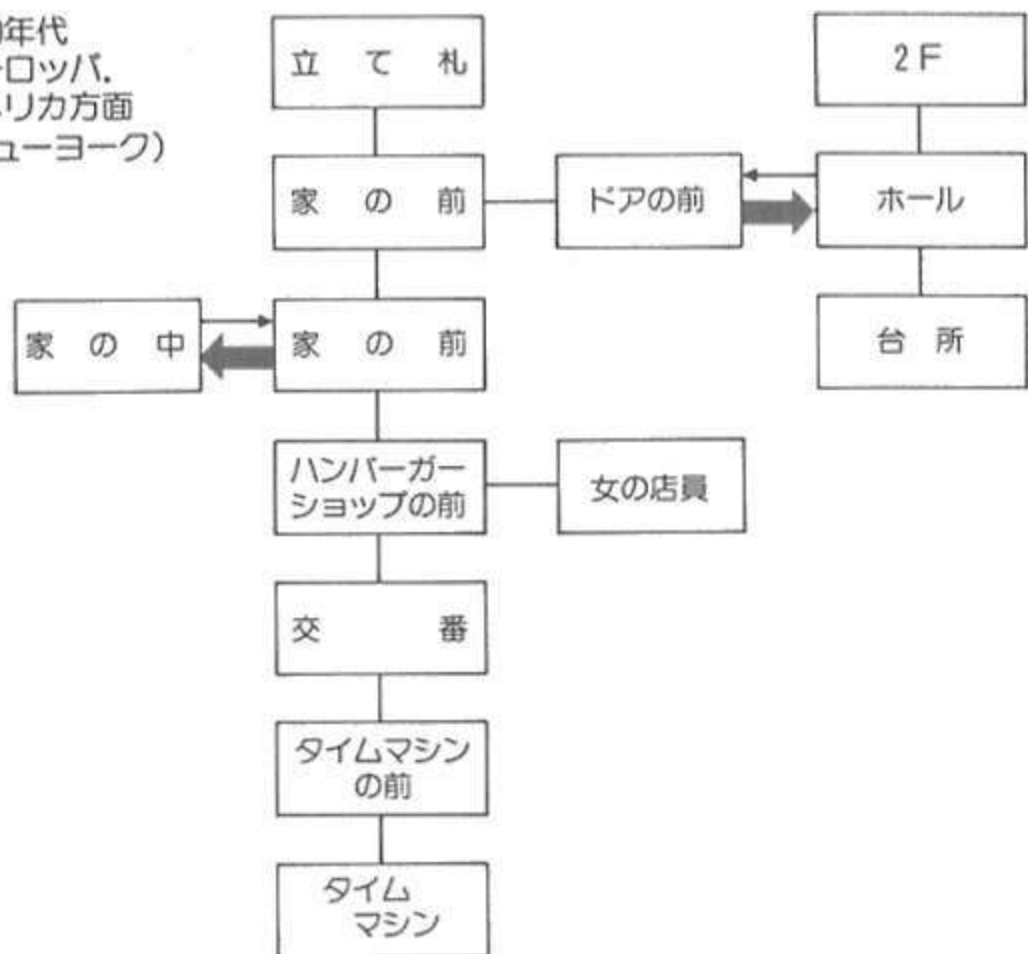 年代
ロッパ.
リカ方面
ューヨーク)
立て札
2F
家の前
ドアの前
ホール
家の中
家の前
台所
ハンバーガー
ショップの前
女の店員
交番
タイムマシン
の前
タイム
マシン